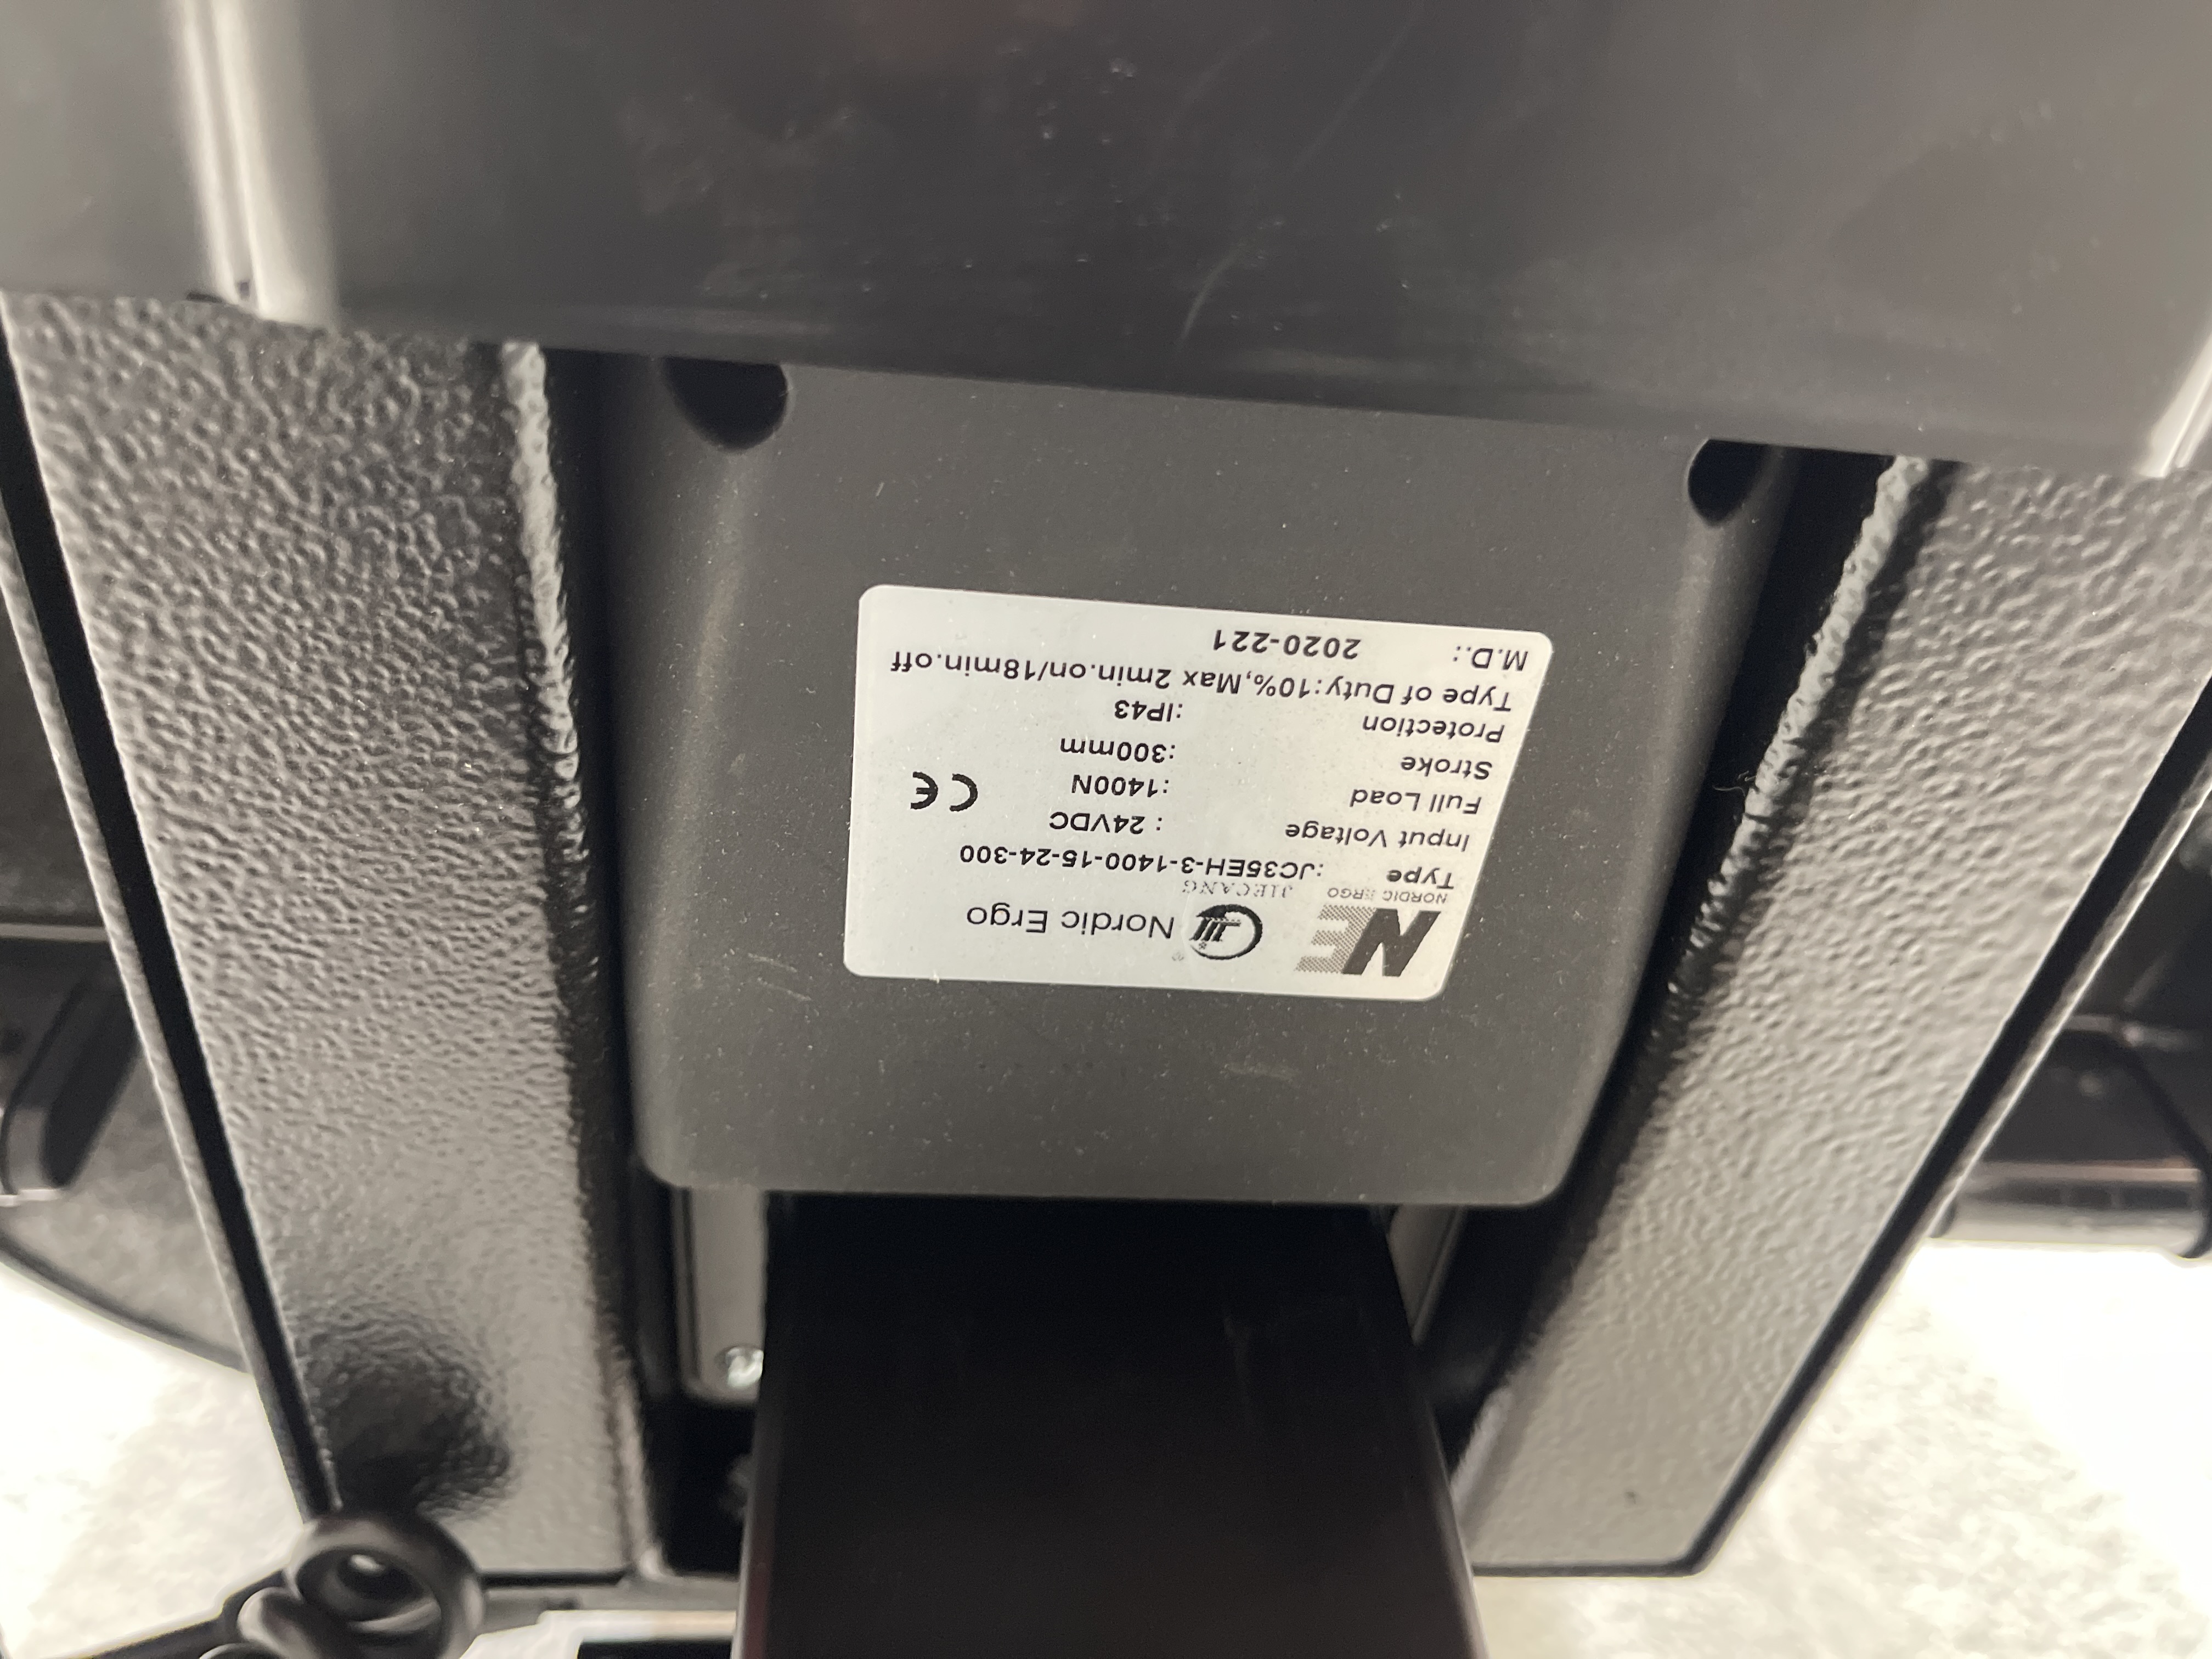 NE
NORDIC ERGO
JIECANG
Nordic Ergo
Type :JC35EH-3-1400-15-24-300
Input Voltage : 24VDC
Full Load :1400N
Stroke :300mm
CE
Protection :IP43
Type of Duty:10%,Max 2min.on/18min.off
M.D.: 2020-221